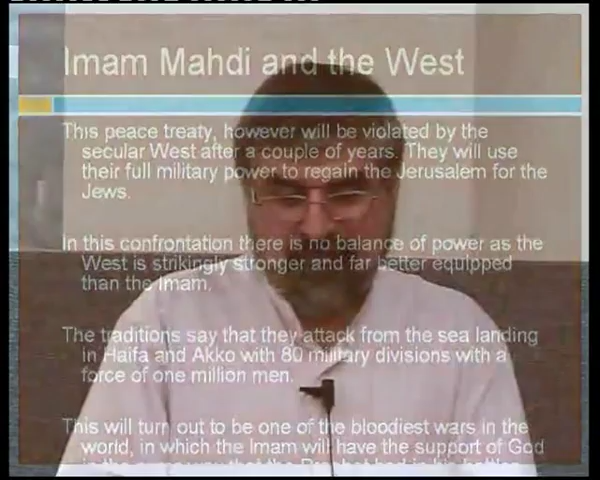 Imam Mahdi and the West
This peace treaty, however will be violated by the
secular West after a couple of years. They will use
their full military power to regain the Jerusalem for the
Jews.
In this confrontation there is no balance of power as the
West is strikingly stronger and far better equipped
than the Imam.
The traditions say that they attack from the sea landing
in Haifa and Akko with 80 military divisions with a
force of one million men.
This will turn out to be one of the bloodiest wars in the
world, in which the Imam will have the support of God